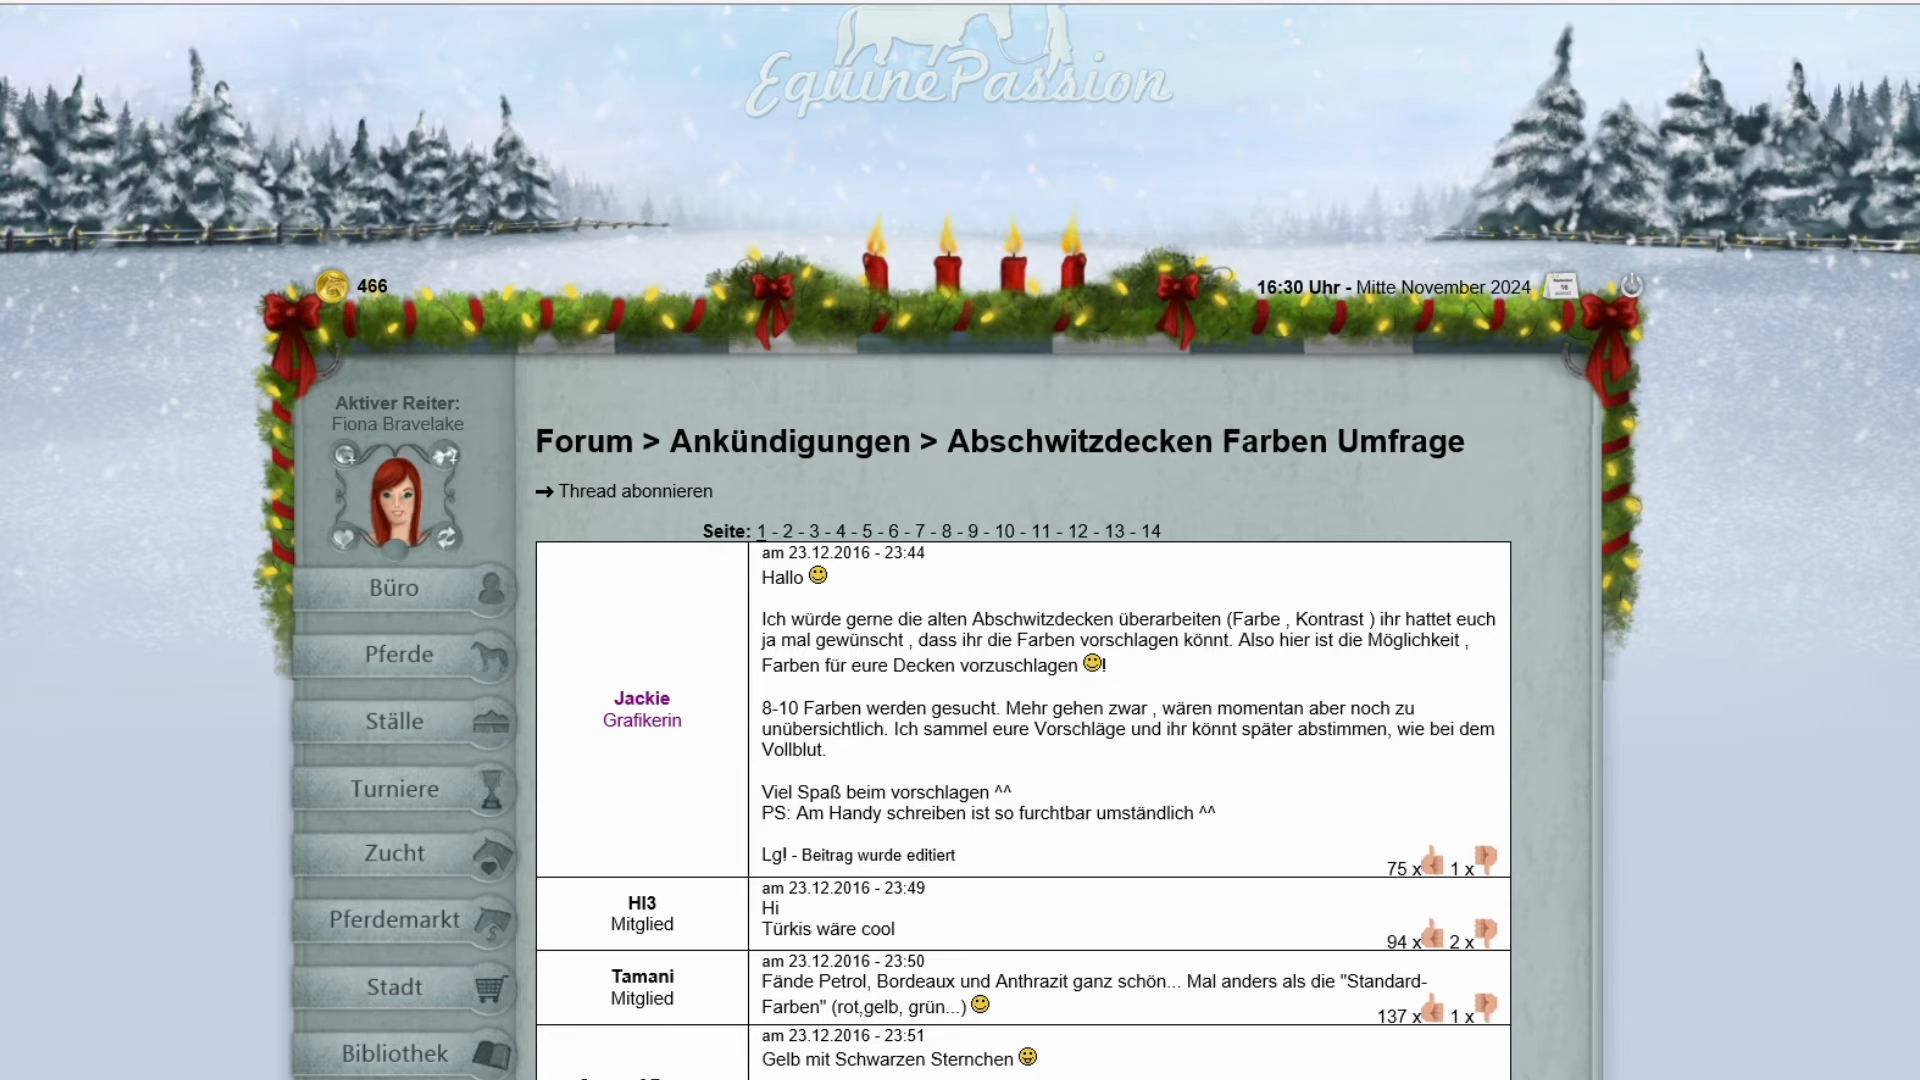 EquinePassion
466
16:30 Uhr - Mitte November 2024
Aktiver Reiter:
Fiona Bravelake
Büro
Pferde
Ställe
Turniere
Zucht
Pferdemarkt
Stadt
Bibliothek
Forum > Ankündigungen > Abschwitzdecken Farben Umfrage
→ Thread abonnieren
Seite: 1 - 2 - 3 - 4 - 5 - 6 - 7 - 8 - 9 - 10 - 11 - 12 - 13 - 14
Jackie
Grafikerin
am 23.12.2016 - 23:44
Hallo
Ich würde gerne die alten Abschwitzdecken überarbeiten (Farbe , Kontrast ) ihr hattet euch
ja mal gewünscht , dass ihr die Farben vorschlagen könnt. Also hier ist die Möglichkeit ,
Farben für eure Decken vorzuschlagen !
8-10 Farben werden gesucht. Mehr gehen zwar , wären momentan aber noch zu
unübersichtlich. Ich sammel eure Vorschläge und ihr könnt später abstimmen, wie bei dem
Vollblut.
Viel Spaß beim vorschlagen ^^
PS: Am Handy schreiben ist so furchtbar umständlich ^^
Lg! - Beitrag wurde editiert
75 x 1 x
HI3
Mitglied
am 23.12.2016 - 23:49
Hi
Türkis wäre cool
94 x 2 x
Tamani
Mitglied
am 23.12.2016 - 23:50
Fände Petrol, Bordeaux und Anthrazit ganz schön... Mal anders als die "Standard-
Farben" (rot,gelb, grün...)
137 x 1 x
am 23.12.2016 - 23:51
Gelb mit Schwarzen Sternchen